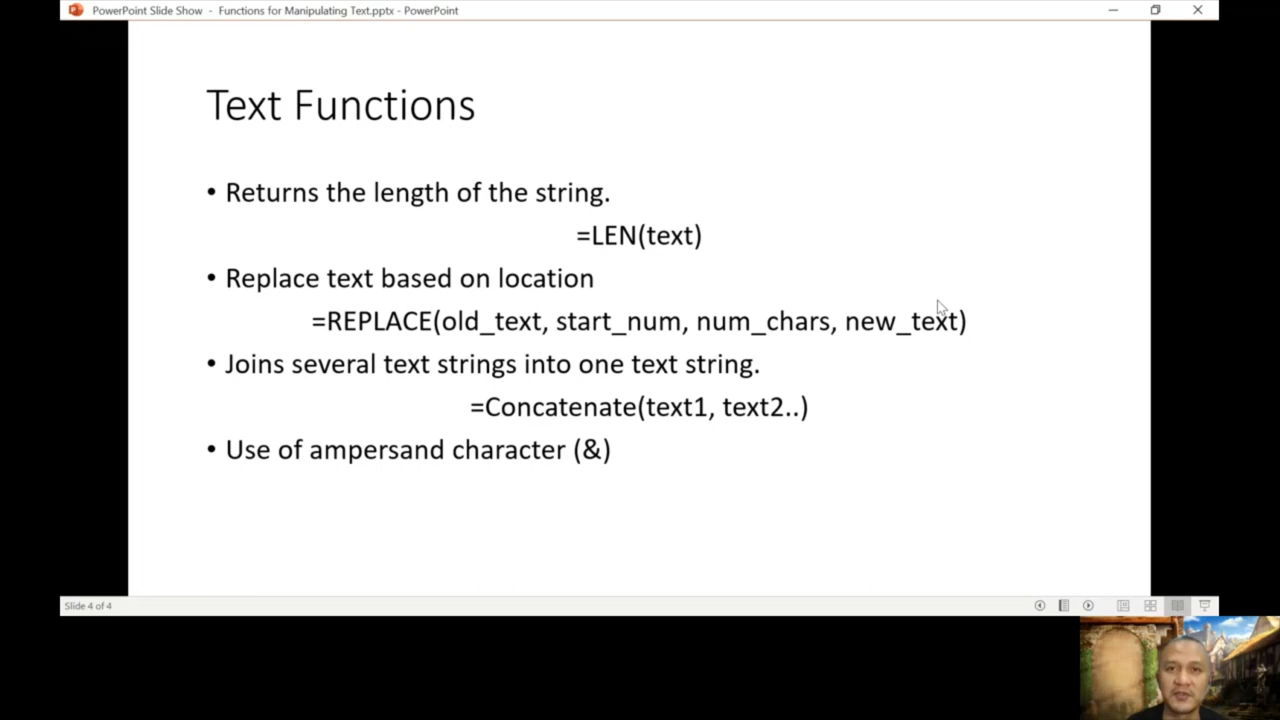 PowerPoint Slide Show - Functions for Manipulating Text.pptx - PowerPoint
Text Functions
• Returns the length of the string.
=LEN(text)
• Replace text based on location
=REPLACE(old_text, start_num, num_chars, new_text)
• Joins several text strings into one text string.
=Concatenate(text1, text2..)
• Use of ampersand character (&)
Slide 4 of 4